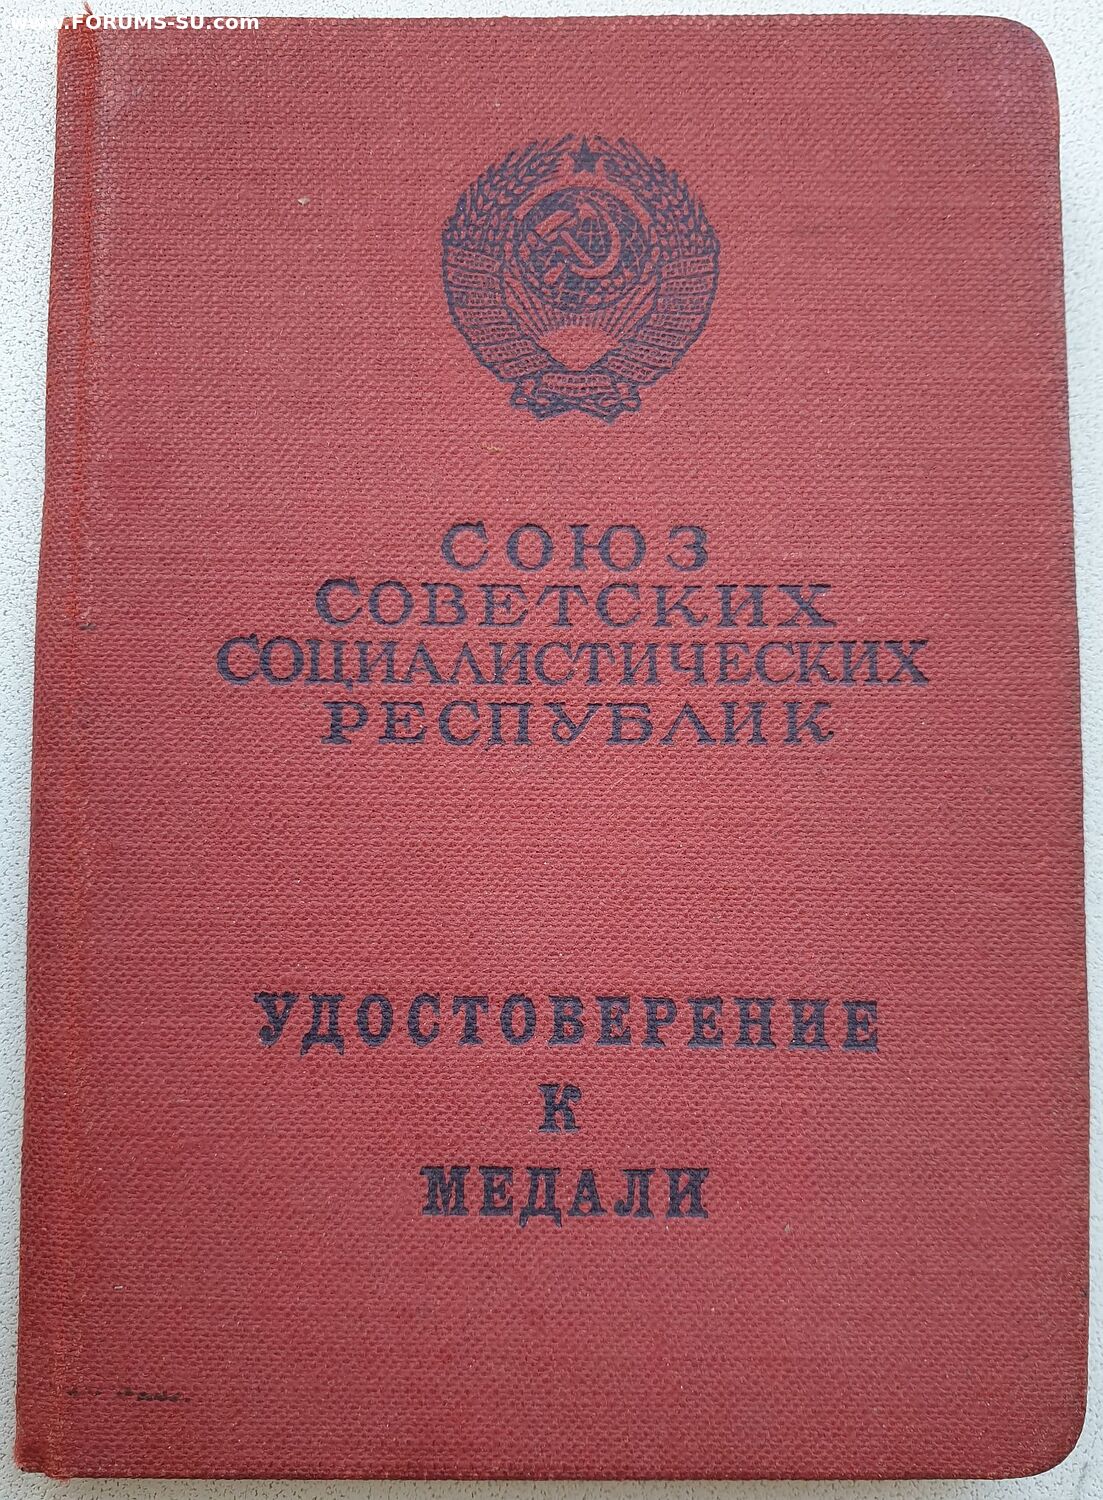 www.FORUMS-SU.com
СОЮЗ
СОВЕТСКИХ
СОЦИАЛИСТИЧЕСКИХ
РЕСПУБЛИК
УДОСТОВЕРЕНИЕ
К
МЕДАЛИ